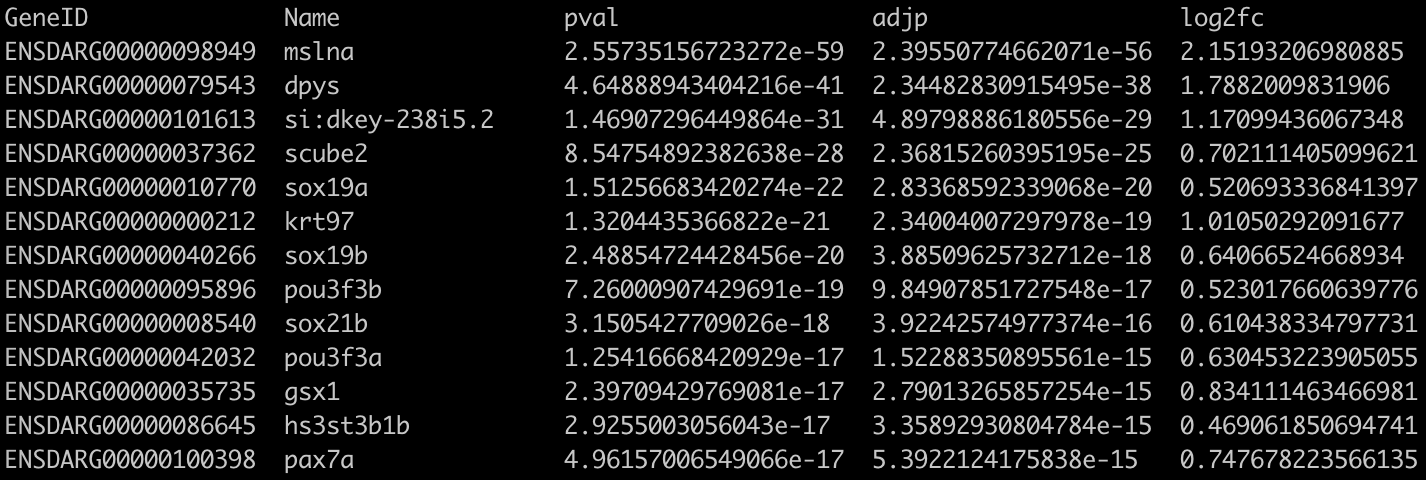 GeneID Name pval adjp log2fc
ENSDARG00000098949 mslna 2.55735156723272e-59 2.39550774662071e-56 2.15193206980885
ENSDARG00000079543 dpys 4.64888943404216e-41 2.34482830915495e-38 1.7882009831906
ENSDARG00000101613 si:dkey-238i5.2 1.46907296449864e-31 4.89798886180556e-29 1.17099436067348
ENSDARG00000037362 scube2 8.54754892382638e-28 2.36815260395195e-25 0.702111405099621
ENSDARG00000010770 sox19a 1.51256683420274e-22 2.83368592339068e-20 0.520693336841397
ENSDARG00000000212 krt97 1.3204435366822e-21 2.34004007297978e-19 1.01050292091677
ENSDARG00000040266 sox19b 2.48854724428456e-20 3.88509625732712e-18 0.64066524668934
ENSDARG00000095896 pou3f3b 7.26000907429691e-19 9.84907851727548e-17 0.523017660639776
ENSDARG00000008540 sox21b 3.1505427709026e-18 3.92242574977374e-16 0.610438334797731
ENSDARG00000042032 pou3f3a 1.25416668420929e-17 1.52288350895561e-15 0.630453223905055
ENSDARG00000035735 gsx1 2.39709429769081e-17 2.79013265857254e-15 0.834111463466981
ENSDARG00000086645 hs3st3b1b 2.9255003056043e-17 3.35892930804784e-15 0.469061850694741
ENSDARG00000100398 pax7a 4.96157006549066e-17 5.3922124175838e-15 0.747678223566135